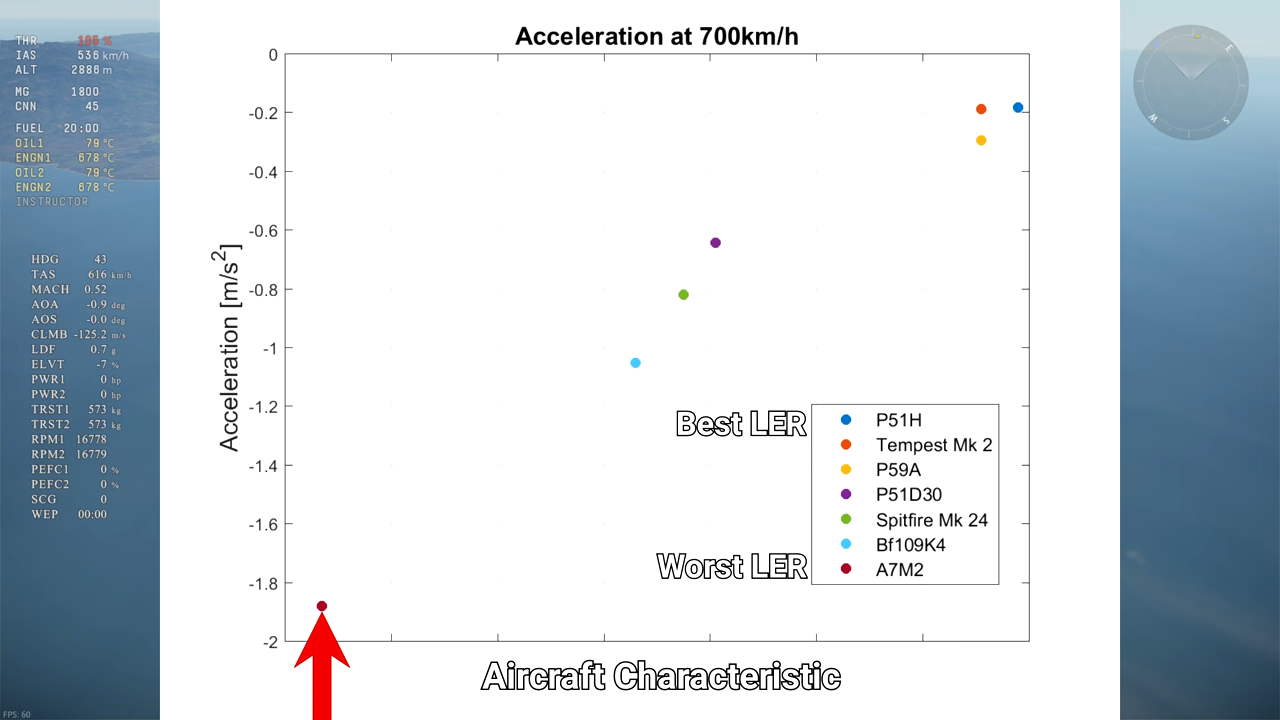 THR 105 %
IAS 536 km/h
ALT 2886 m
MG 1800
CNN 45
FUEL 20:00
OIL1 79 °C
ENGN1 678 °C
OIL2 79 °C
ENGN2 678 °C
INSTRUCTOR
HDG 43
TAS 616 km/h
MACH 0.52
AOA -0.9 deg
AOS -0.0 deg
CLMB -125.2 m/s
LDF 0.7 g
ELVT -7 %
PWR1 0 hp
PWR2 0 hp
TRST1 573 kg
TRST2 573 kg
RPM1 16778
RPM2 16779
PEFC1 0 %
PEFC2 0 %
SCG 0
WEP 00:00
FPS: 60
Acceleration at 700km/h
0
-0.2
-0.4
-0.6
-0.8
-1
-1.2
-1.4
-1.6
-1.8
-2
Acceleration [m/s²]
Best LER
Worst LER
P51H
Tempest Mk 2
P59A
P51D30
Spitfire Mk 24
Bf109K4
A7M2
Aircraft Characteristic
E
S
W